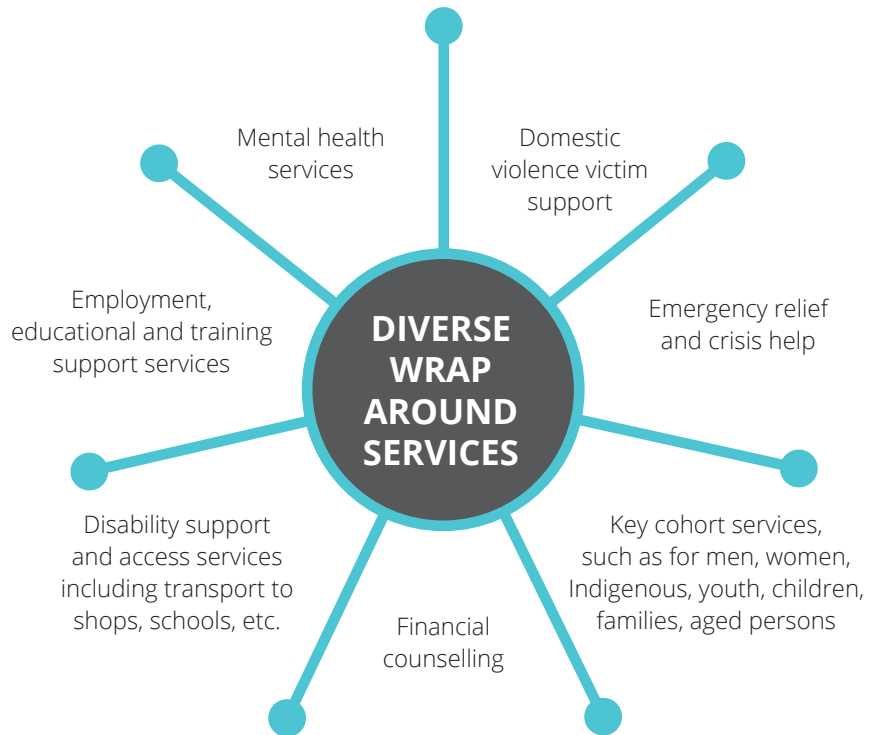 Mental health
services
Domestic
violence victim
support
Employment,
educational and training
support services
DIVERSE
WRAP
AROUND
SERVICES
Emergency relief
and crisis help
Disability support
and access services
including transport to
shops, schools, etc.
Financial
counselling
Key cohort services,
such as for men, women,
Indigenous, youth, children,
families, aged persons